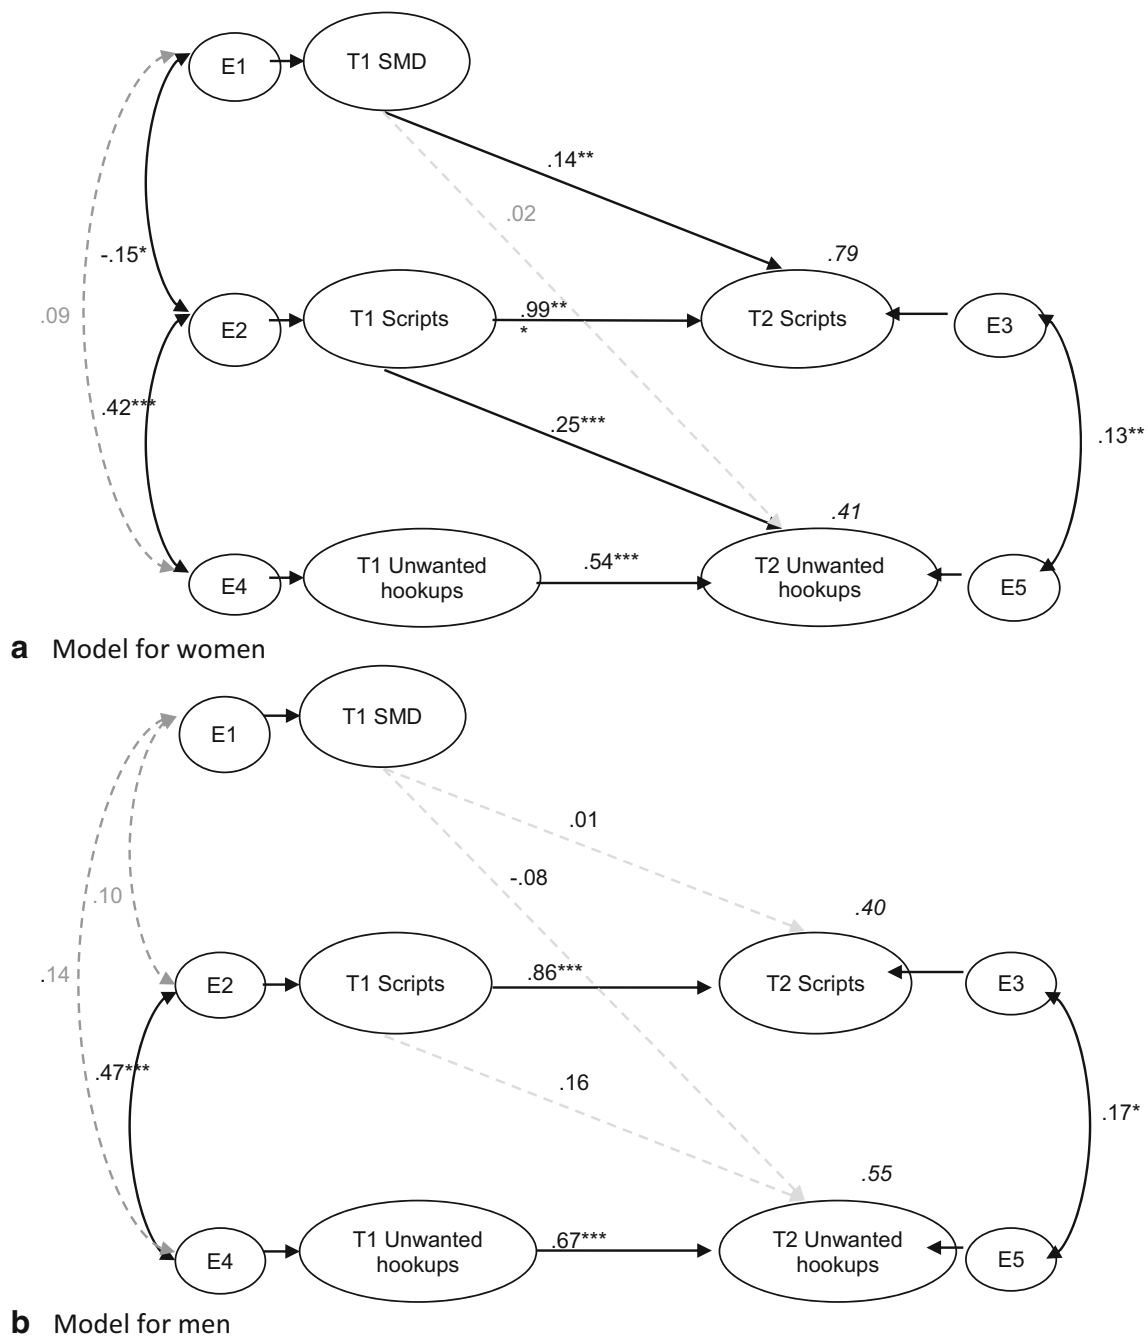 E1
T1 SMD
.14**
.02
-.15*
.79
.09
E2
T1 Scripts
.99**
*
T2 Scripts
E3
.42***
.25***
.13**
.41
E4
T1 Unwanted
hookups
.54***
T2 Unwanted
hookups
E5
a Model for women
E1
T1 SMD
.01
-.08
.10
.40
.14
E2
T1 Scripts
.86***
T2 Scripts
E3
.47***
.16
.17*
.55
E4
T1 Unwanted
hookups
.67***
T2 Unwanted
hookups
E5
b Model for men